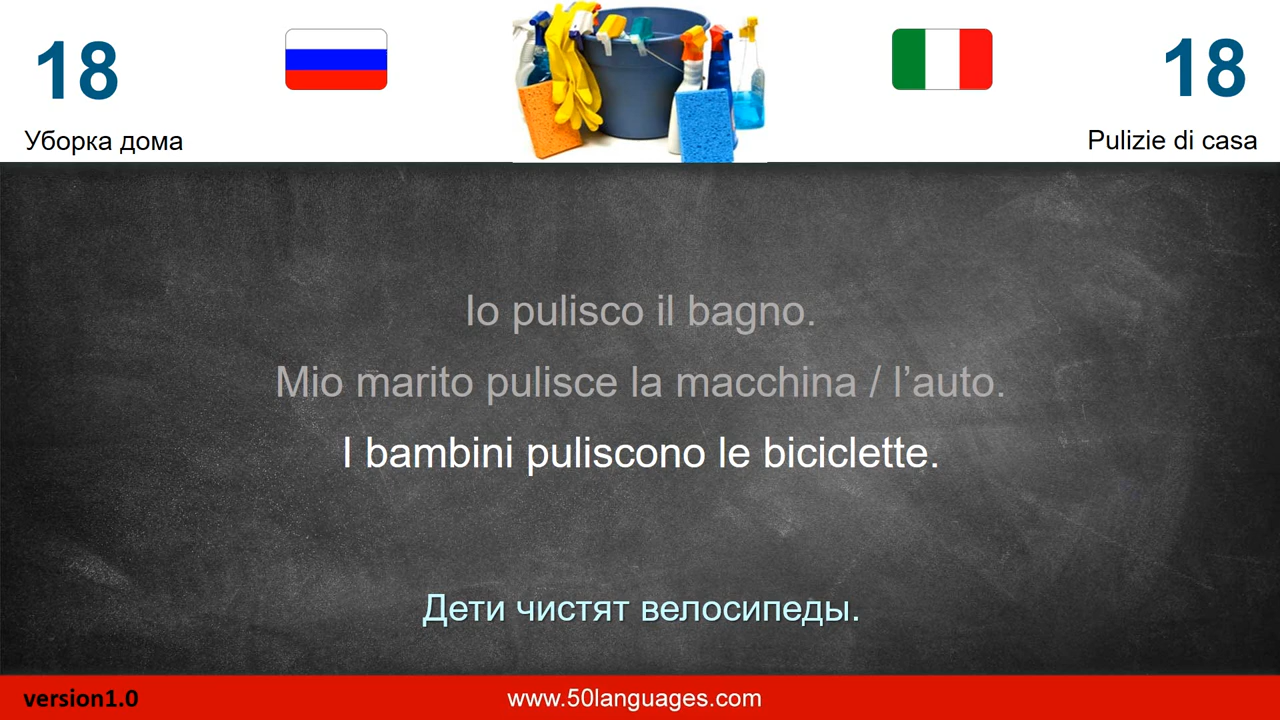 18
18
Уборка дома
Pulizie di casa
Io pulisco il bagno.
Mio marito pulisce la macchina / l’auto.
I bambini puliscono le biciclette.
Дети чистят велосипеды.
version1.0
www.50languages.com